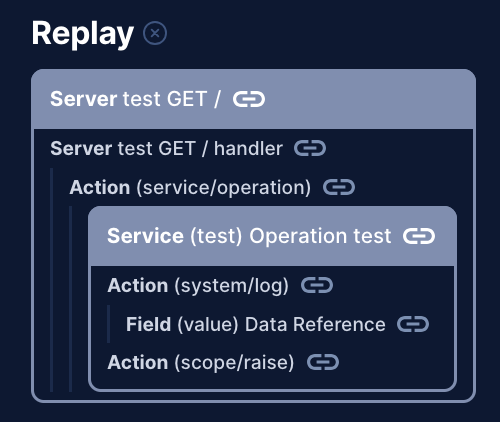 Replay
Server test GET /
Server test GET / handler
Action (service/operation)
Service (test) Operation test
Action (system/log)
Field (value) Data Reference
Action (scope/raise)